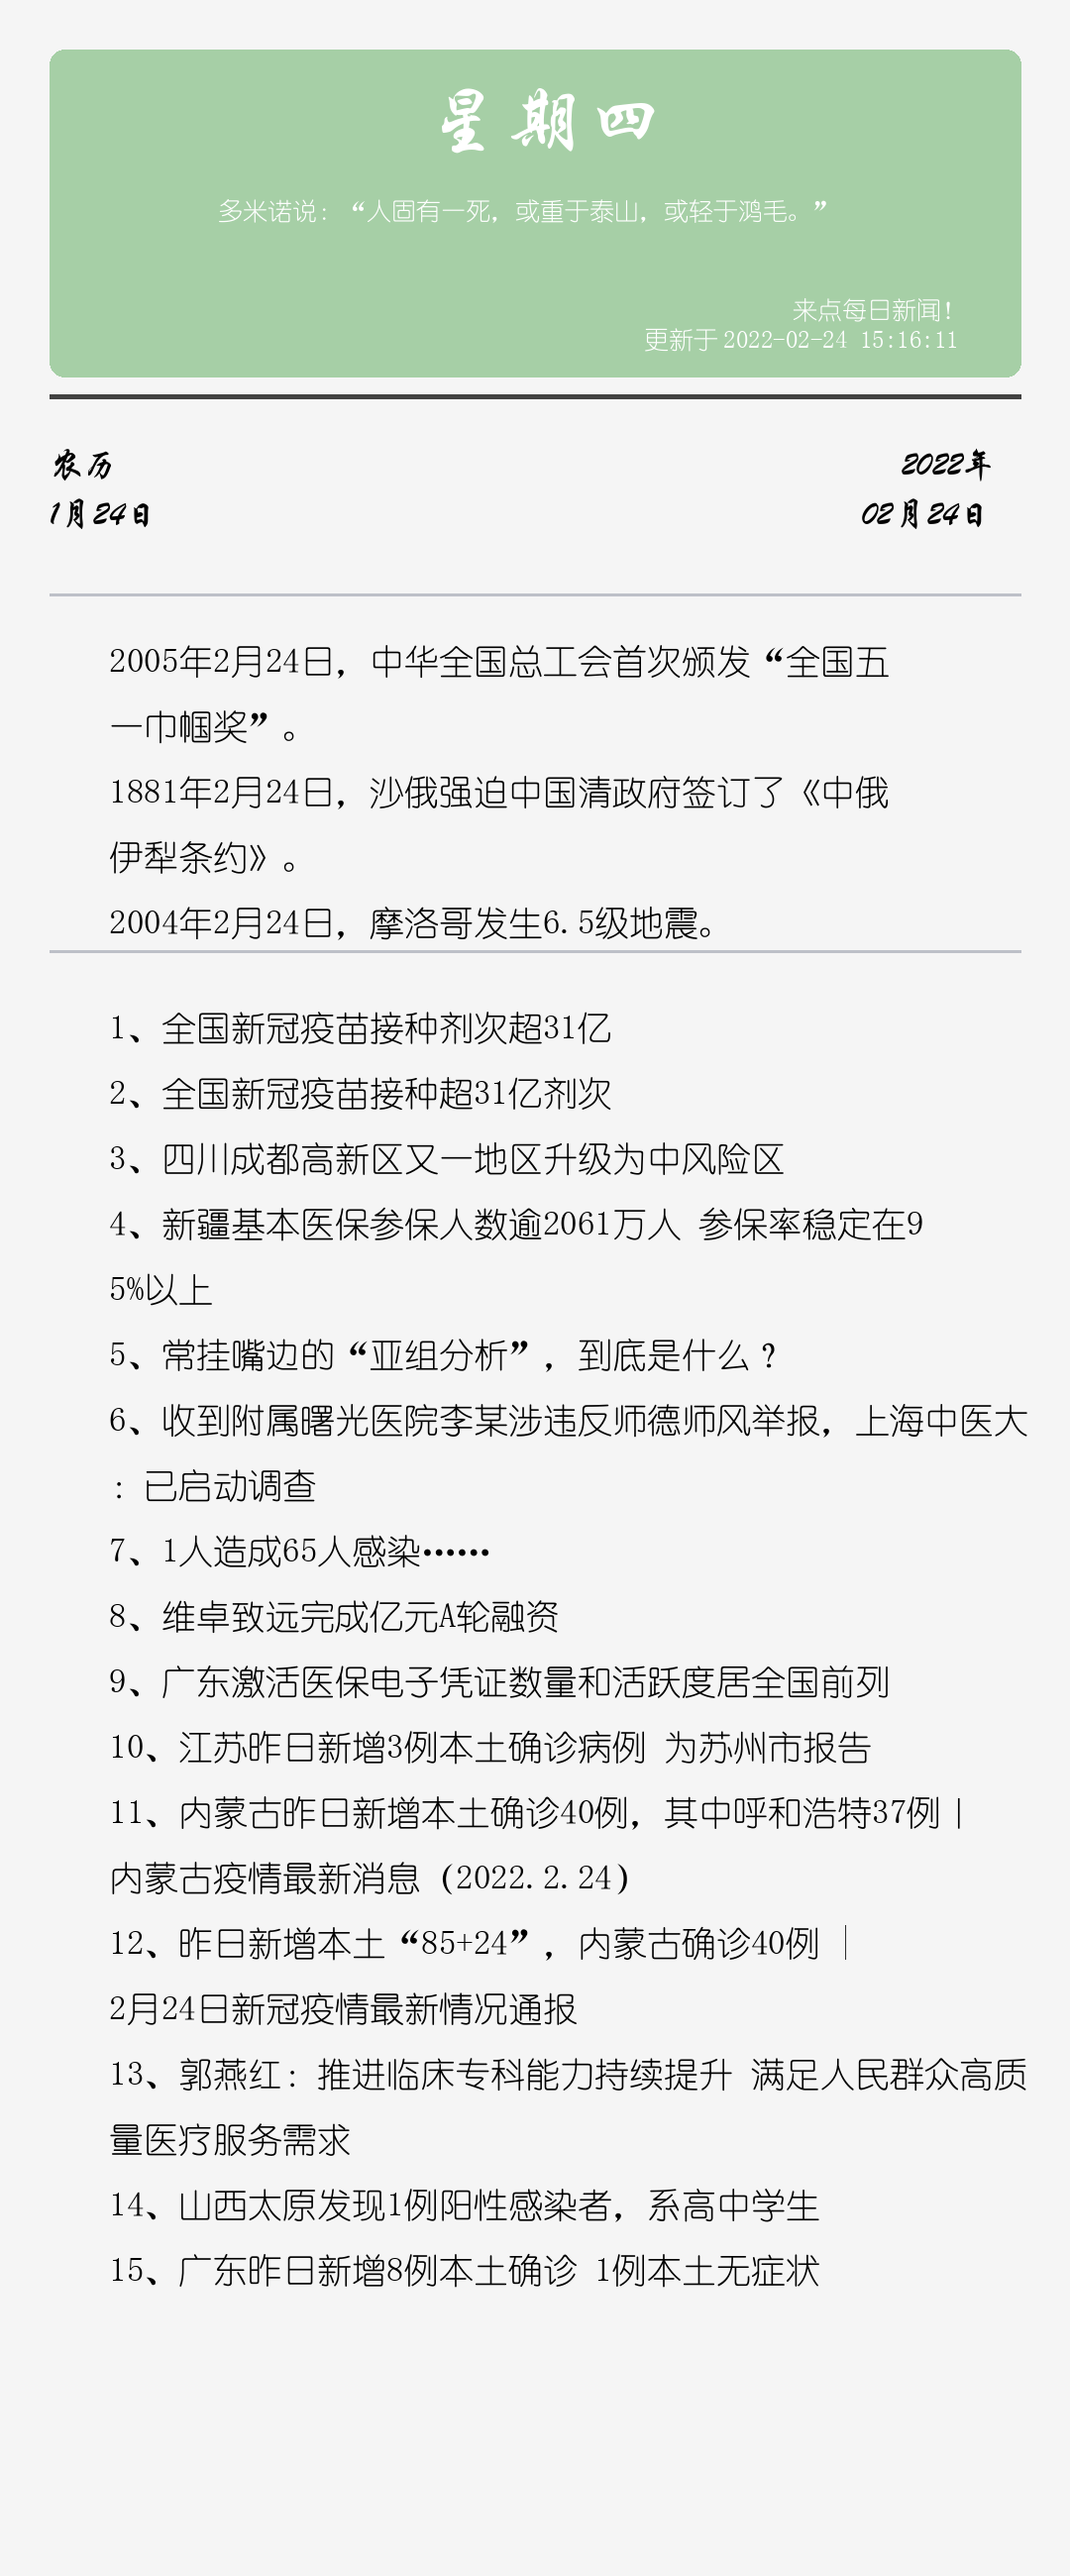 星期四
多米诺说：“人固有一死，或重于泰山，或轻于鸿毛。”
来点每日新闻！
更新于 2022-02-24 15:16:11
农历
2022年
1月24日
02月24日
2005年2月24日，中华全国总工会首次颁发“全国五
一巾帼奖”。
1881年2月24日，沙俄强迫中国清政府签订了《中俄
伊犁条约》。
2004年2月24日，摩洛哥发生6.5级地震。
1、全国新冠疫苗接种剂次超31亿
2、全国新冠疫苗接种超31亿剂次
3、四川成都高新区又一地区升级为中风险区
4、新疆基本医保参保人数逾2061万人 参保率稳定在9
5%以上
5、常挂嘴边的“亚组分析”，到底是什么？
6、收到附属曙光医院李某涉违反师德师风举报，上海中医大
：已启动调查
7、1人造成65人感染……
8、维卓致远完成亿元A轮融资
9、广东激活医保电子凭证数量和活跃度居全国前列
10、江苏昨日新增3例本土确诊病例 为苏州市报告
11、内蒙古昨日新增本土确诊40例，其中呼和浩特37例丨
内蒙古疫情最新消息（2022.2.24）
12、昨日新增本土“85+24”，内蒙古确诊40例 │
2月24日新冠疫情最新情况通报
13、郭燕红：推进临床专科能力持续提升 满足人民群众高质
量医疗服务需求
14、山西太原发现1例阳性感染者，系高中学生
15、广东昨日新增8例本土确诊 1例本土无症状